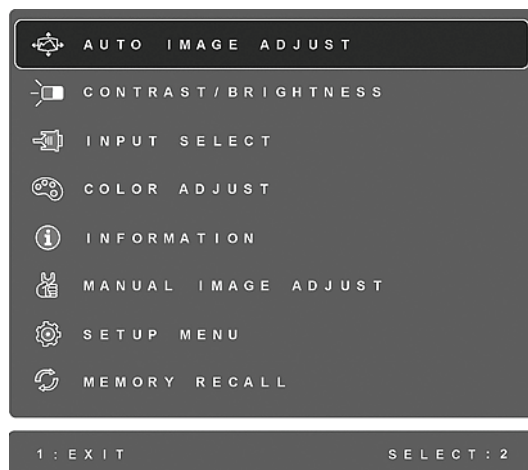 AUTO IMAGE ADJUST
CONTRAST/BRIGHTNESS
INPUT SELECT
COLOR ADJUST
INFORMATION
MANUAL IMAGE ADJUST
SETUP MENU
MEMORY RECALL
1:EXIT SELECT:2